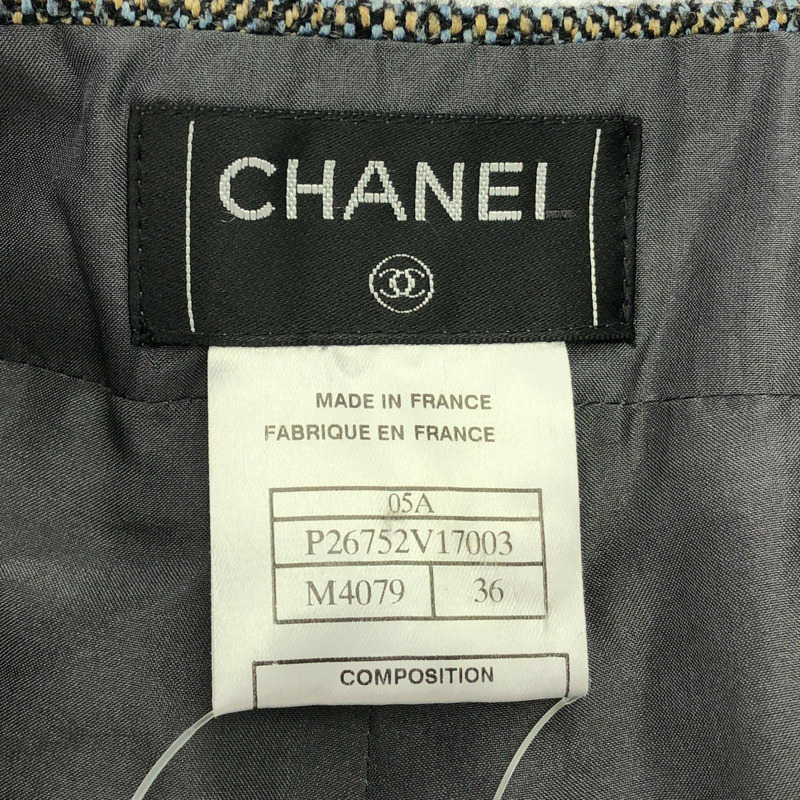 CHANEL
MADE IN FRANCE
FABRIQUE EN FRANCE
05A
P26752V17003
M4079 36
COMPOSITION